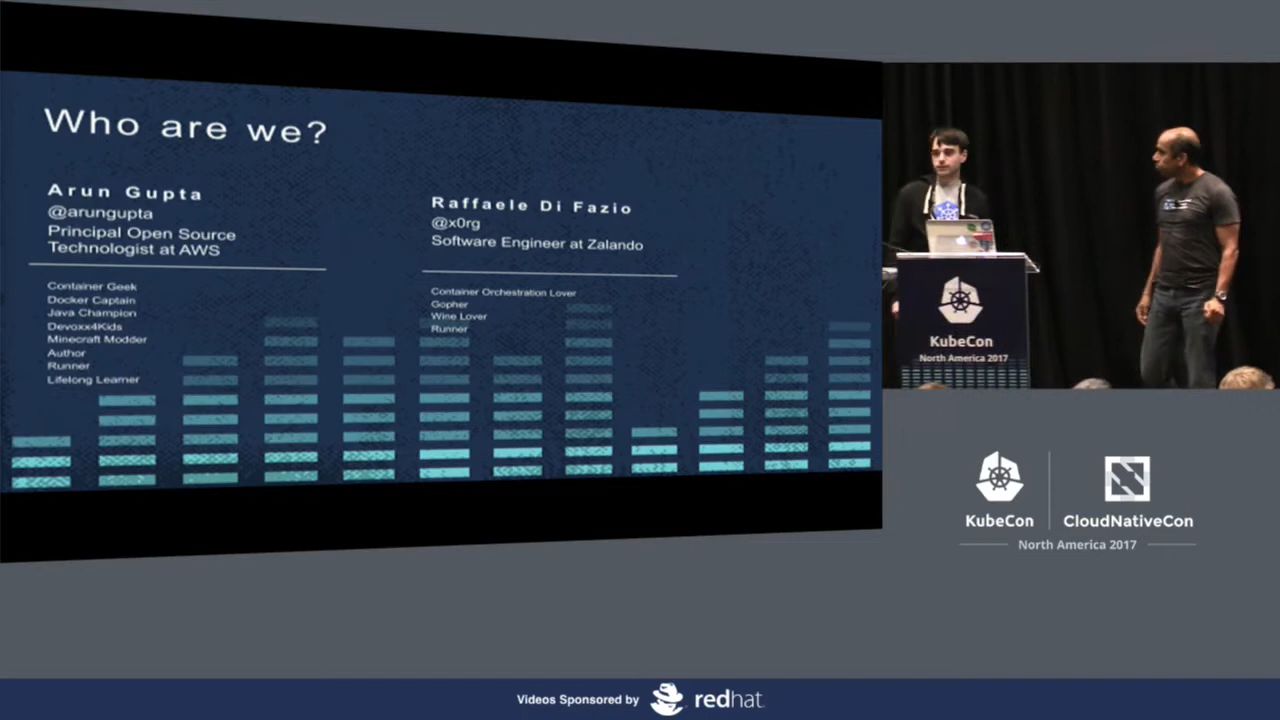 Who are we?
Arun Gupta
@arungupta
Principal Open Source
Technologist at AWS
Container Geek
Docker Captain
Java Champion
Devoxx4Kids
Minecraft Modder
Author
Runner
Lifelong Learner
Raffaele Di Fazio
@x0rg
Software Engineer at Zalando
Container Orchestration Lover
Gopher
Wine Lover
Runner
KubeCon
North America 2017
KubeCon
CloudNativeCon
North America 2017
Videos Sponsored by
redhat